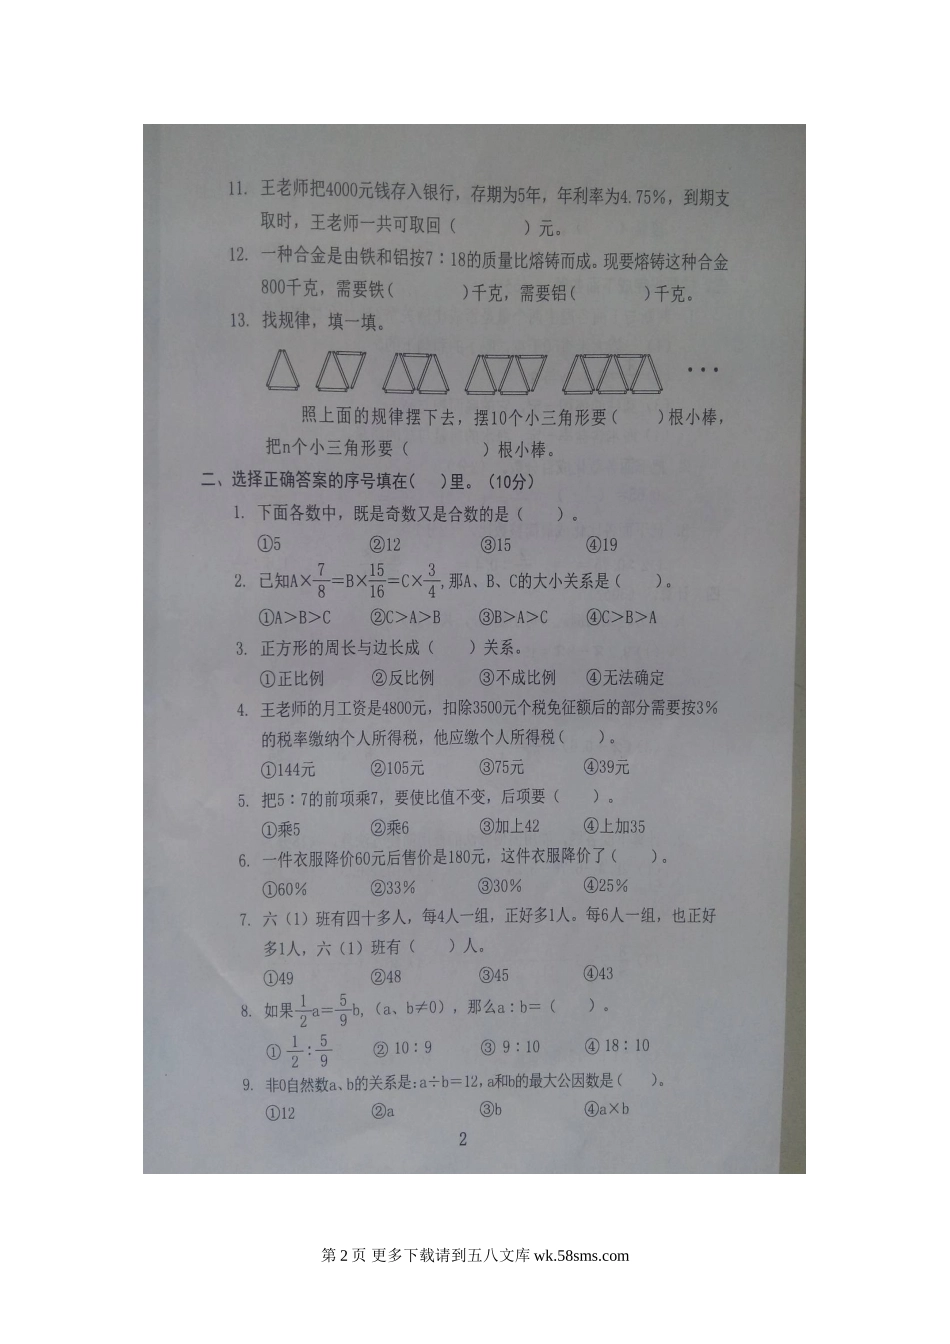 11. 王老师把4000元钱存入银行，存期为5年，年利率为4.75%，到期支
取时，王老师一共可取回（　　）元。
12. 一种合金是由铁和铝按7∶18的质量比熔铸而成。现要熔铸这种合金
800千克，需要铁（　　）千克，需要铝（　　）千克。
13. 找规律，填一填。
···
照上面的规律摆下去，摆10个小三角形要（　　）根小棒，
把n个小三角形要（　　）根小棒。
二、选择正确答案的序号填在（　）里。（10分）
1. 下面各数中，既是奇数又是合数的是（　　）。
①5　②12　③15　④19
2. 已知A×7/8=B×15/16=C×3/4,那A、B、C的大小关系是（　　）。
①A＞B＞C　②C＞A＞B　③B＞A＞C　④C＞B＞A
3. 正方形的周长与边长成（　　）关系。
①正比例　②反比例　③不成比例　④无法确定
4. 王老师的月工资是4800元，扣除3500元个税免征额后的部分需要按3%
的税率缴纳个人所得税，他应缴个人所得税（　　）。
①144元　②105元　③75元　④39元
5. 把5∶7的前项乘7，要使比值不变，后项要（　　）。
①乘5　②乘6　③加上42　④上加35
6. 一件衣服降价60元后售价是180元，这件衣服降价了（　　）。
①60%　②33%　③30%　④25%
7. 六（1）班有四十多人，每4人一组，正好多1人。每6人一组，也正好
多1人，六（1）班有（　　）人。
①49　②48　③45　④43
8. 如果1/2a=5/9b,（a、b≠0），那么a∶b=（　　）。
① 1/2∶5/9　② 10∶9　③ 9∶10　④ 18∶10
9. 非0自然数a、b的关系是:a÷b=12,a和b的最大公因数是（　　）。
①12　②a　③b　④a×b
2
第 2 页 更多下载请到五八文库 wk.58sms.com